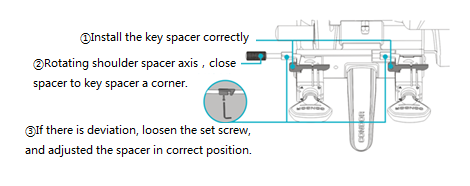 ①Install the key spacer correctly
②Rotating shoulder spacer axis，close
spacer to key spacer a corner.
③If there is deviation, loosen the set screw,
and adjusted the spacer in correct position.
CONDOR